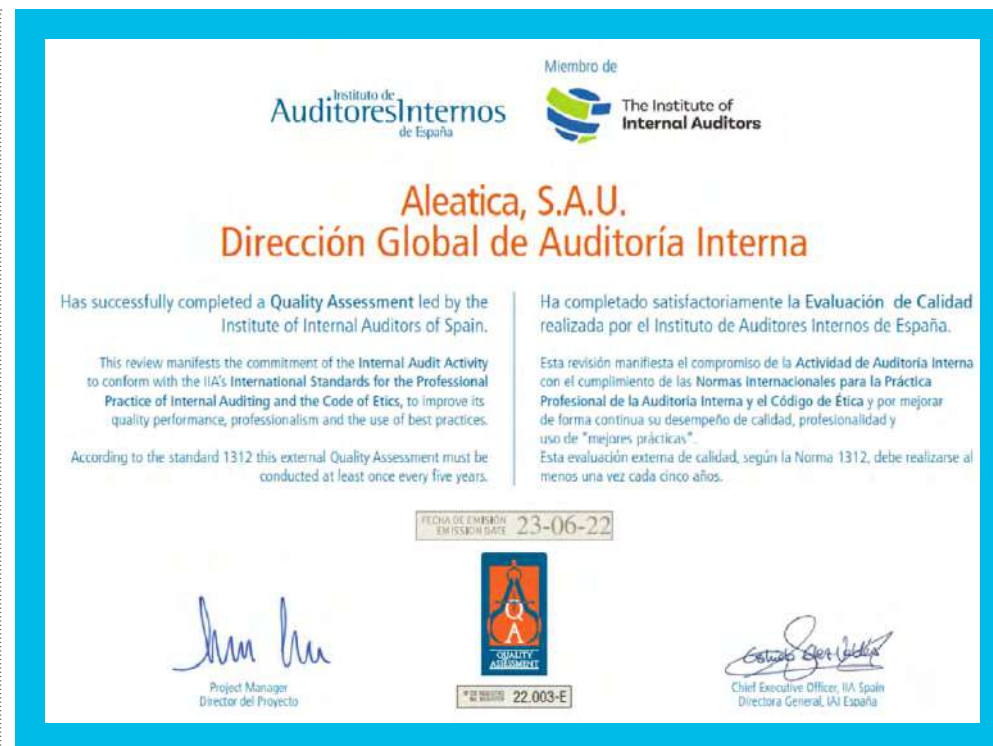 Instituto de
AuditoresInternos
de España
Miembro de
The Institute of
Internal Auditors
Aleatica, S.A.U.
Dirección Global de Auditoría Interna
Has successfully completed a Quality Assessment led by the
Institute of Internal Auditors of Spain.
This review manifests the commitment of the Internal Audit Activity
to conform with the IIA's International Standards for the Professional
Practice of Internal Auditing and the Code of Etics, to improve its
quality performance, professionalism and the use of best practices.
According to the standard 1312 this external Quality Assessment must be
conducted at least once every five years.
Ha completado satisfactoriamente la Evaluación de Calidad
realizada por el Instituto de Auditores Internos de España.
Esta revisión manifiesta el compromiso de la Actividad de Auditoría Interna
con el cumplimiento de las Normas Internacionales para la Práctica
Profesional de la Auditoría Interna y el Código de Ética y por mejorar
de forma continua su desempeño de calidad, profesionalidad y
uso de "mejores prácticas".
Esta evaluación externa de calidad, según la Norma 1312, debe realizarse al
menos una vez cada cinco años.
FECHA DE EMISIÓN
EMISSION DATE
23-06-22
QA
QUALITY
ASSESSMENT
22.003-E
Project Manager
Director del Proyecto
Chief Executive Officer, IIA Spain
Directora General, IAI España